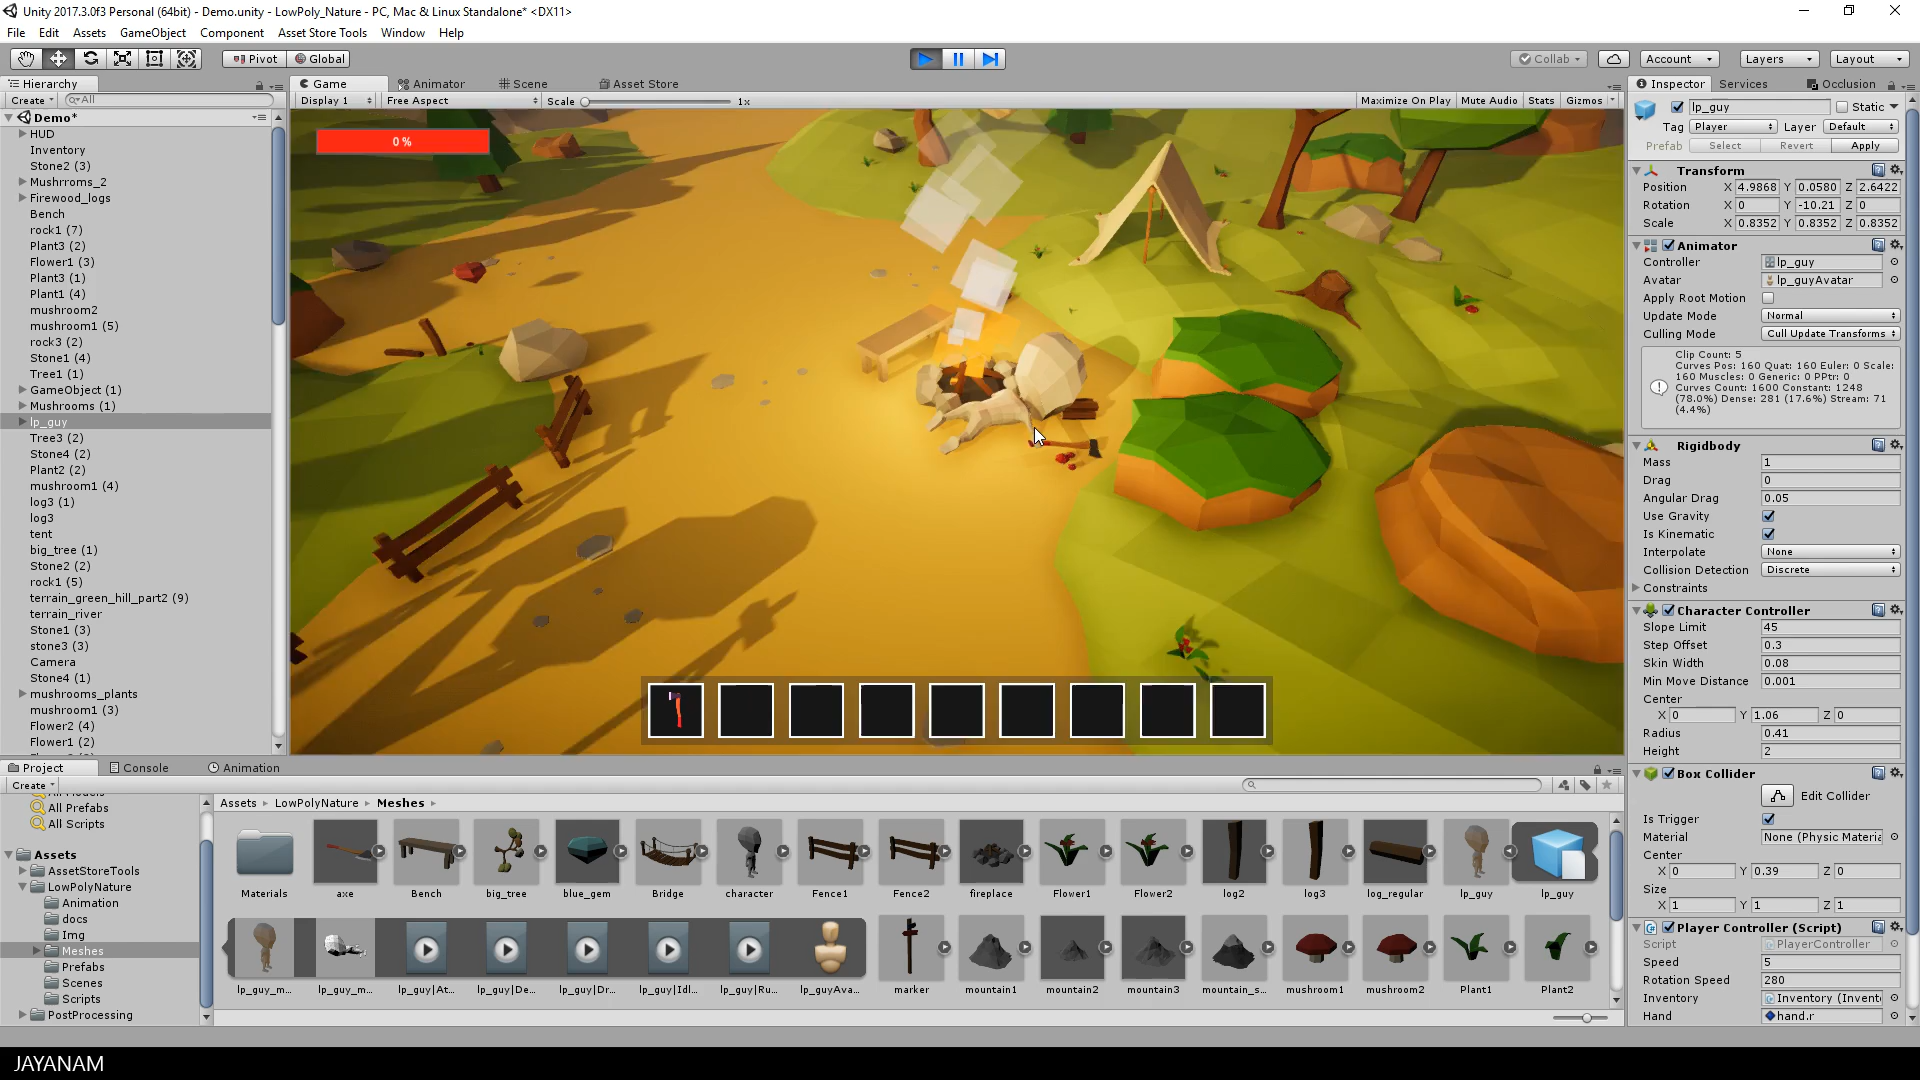 Unity 2017.3.0f3 Personal (64bit) - Demo.unity - LowPoly_Nature - PC, Mac & Linux Standalone* <DX11>
File Edit Assets GameObject Component Asset Store Tools Window Help
Pivot Global Collab Account Layers Layout
Hierarchy Game Animator Scene Asset Store Inspector Services Occlusion
Create All Display 1 Free Aspect Scale 1x Maximize On Play Mute Audio Stats Gizmos
Demo*
HUD
Inventory
Stone2 (3)
Mushrroms_2
Firewood_logs
Bench
rock1 (7)
Plant3 (2)
Flower1 (3)
Plant3 (1)
Plant1 (4)
mushroom2
mushroom1 (5)
rock3 (2)
Stone1 (4)
Tree1 (1)
GameObject (1)
Mushrooms (1)
lp_guy
Tree3 (2)
Stone4 (2)
Plant2 (2)
mushroom1 (4)
log3 (1)
log3
tent
big_tree (1)
Stone2 (2)
rock1 (5)
terrain_green_hill_part2 (9)
terrain_river
Stone1 (3)
stone3 (3)
Camera
Stone4 (1)
mushrooms_plants
mushroom1 (3)
Flower2 (4)
Flower1 (2)
0 %
lp_guy Static
Tag Player Layer Default
Prefab Select Revert Apply
Transform
Position X 4.9868 Y 0.0580 Z 2.6422
Rotation X 0 Y -10.21 Z 0
Scale X 0.8352 Y 0.8352 Z 0.8352
Animator
Controller lp_guy
Avatar lp_guyAvatar
Apply Root Motion
Update Mode Normal
Culling Mode Cull Update Transforms
Clip Count: 5
Curves Pos: 160 Quat: 160 Euler: 0 Scale:
160 Muscles: 0 Generic: 0 PPtr: 0
Curves Count: 1600 Constant: 1248
(78.0%) Dense: 281 (17.6%) Stream: 71
(4.4%)
Rigidbody
Mass 1
Drag 0
Angular Drag 0.05
Use Gravity
Is Kinematic
Interpolate None
Collision Detection Discrete
Constraints
Character Controller
Slope Limit 45
Step Offset 0.3
Skin Width 0.08
Min Move Distance 0.001
Center
X 0 Y 1.06 Z 0
Radius 0.41
Height 2
Box Collider
Edit Collider
Is Trigger
Material None (Physic Materia
Center
X 0 Y 0.39 Z 0
Size
X 1 Y 1 Z 1
Player Controller (Script)
Script PlayerController
Speed 5
Rotation Speed 280
Inventory Inventory (Invent
Hand hand.r
Project Console Animation
Create
All Prefabs
All Scripts
Assets
AssetStoreTools
LowPolyNature
Animation
docs
Img
Meshes
Prefabs
Scenes
Scripts
PostProcessing
Assets LowPolyNature Meshes
Materials axe Bench big_tree blue_gem Bridge character Fence1 Fence2 fireplace Flower1 Flower2 log2 log3 log_regular lp_guy lp_guy
lp_guy_m... lp_guy_m... lp_guy|At... lp_guy|De... lp_guy|Dr... lp_guy|Idl... lp_guy|Ru... lp_guyAva... marker mountain1 mountain2 mountain3 mountain_s... mushroom1 mushroom2 Plant1 Plant2
JAYANAM